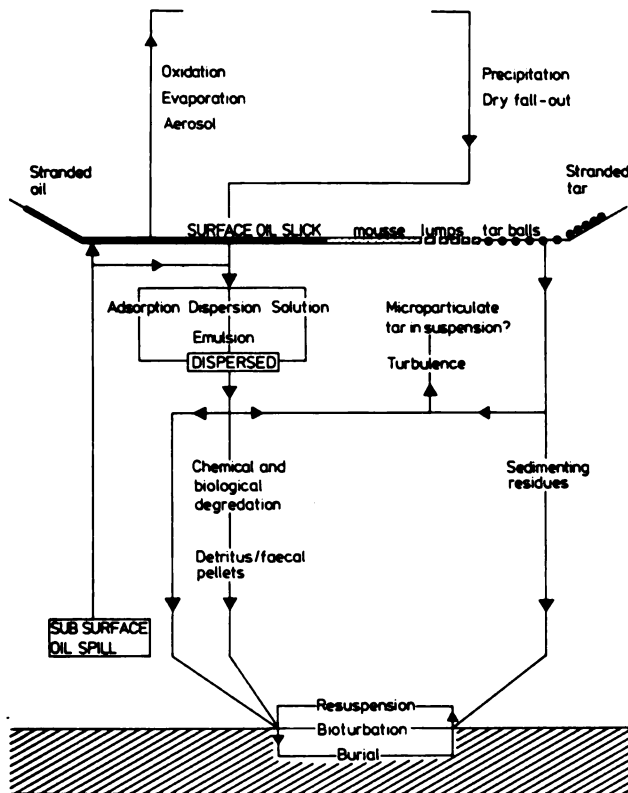 Oxidation
Evaporation
Aerosol
Precipitation
Dry fall-out
Stranded
oil
Stranded
tar
SURFACE OIL SLICK mousse lumps tar balls
Adsorption Dispersion Solution
Emulsion
DISPERSED
Microparticulate
tar in suspension?
Turbulence
Chemical and
biological
degredation
Sedimenting
residues
Detritus/faecal
pellets
SUB SURFACE
OIL SPILL
Resuspension
Bioturbation
Burial